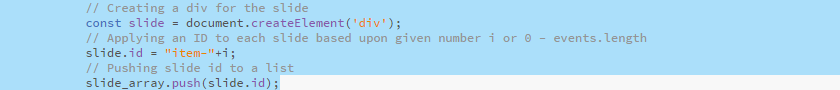 // Creating a div for the slide
const slide = document.createElement('div');
// Applying an ID to each slide based upon given number i or 0 - events.length
slide.id = "item-"+i;
// Pushing slide id to a list
slide_array.push(slide.id);